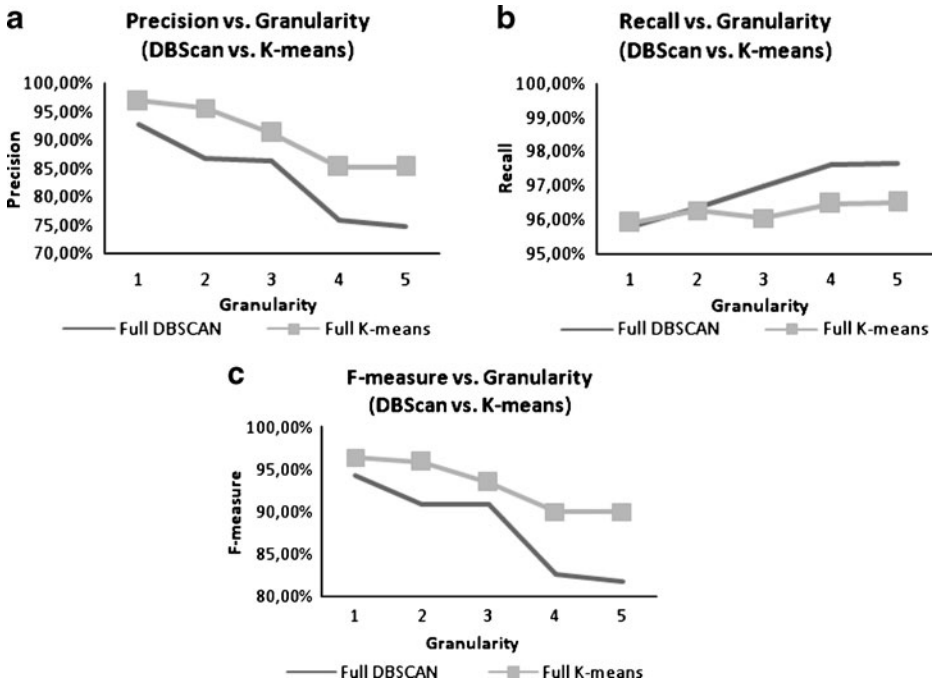 a
Precision vs. Granularity
(DBScan vs. K-means)
100,00%
95,00%
90,00%
85,00%
80,00%
75,00%
70,00%
Precision
1 2 3 4 5
Granularity
Full DBSCAN Full K-means
b
Recall vs. Granularity
(DBScan vs. K-means)
100,00%
99,00%
98,00%
97,00%
96,00%
95,00%
Recall
1 2 3 4 5
Granularity
Full DBSCAN Full K-means
c
F-measure vs. Granularity
(DBScan vs. K-means)
100,00%
95,00%
90,00%
85,00%
80,00%
F-measure
1 2 3 4 5
Granularity
Full DBSCAN Full K-means